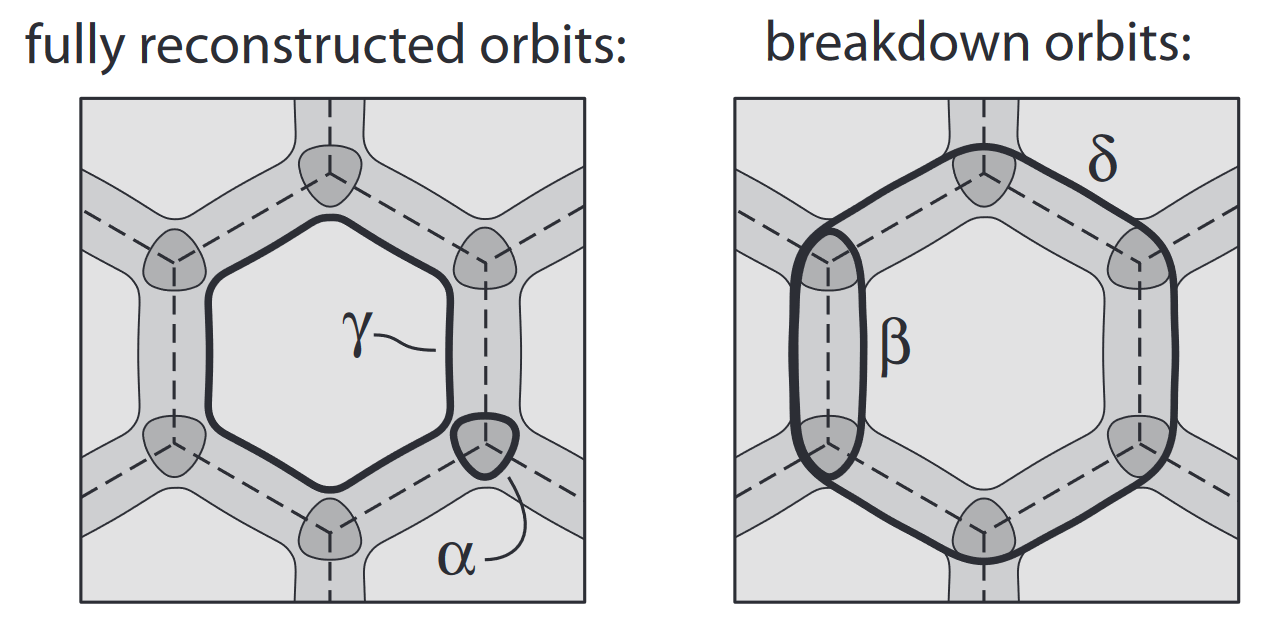 fully reconstructed orbits:
breakdown orbits:
δ
γ
β
α